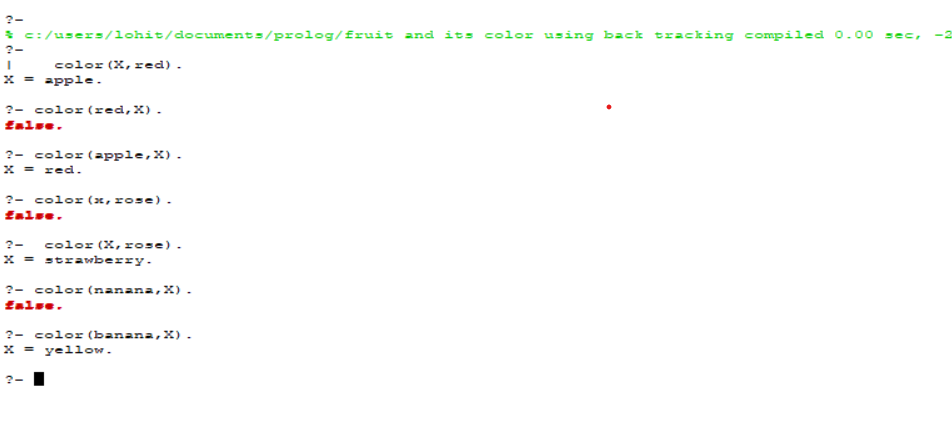 ?-
% c:/users/lohit/documents/prolog/fruit and its color using back tracking compiled 0.00 sec, -2
?-
|    color(X,red).
X = apple.
?- color(red,X).
false.
?- color(apple,X).
X = red.
?- color(x,rose).
false.
?-  color(X,rose).
X = strawberry.
?- color(nanana,X).
false.
?- color(banana,X).
X = yellow.
?-